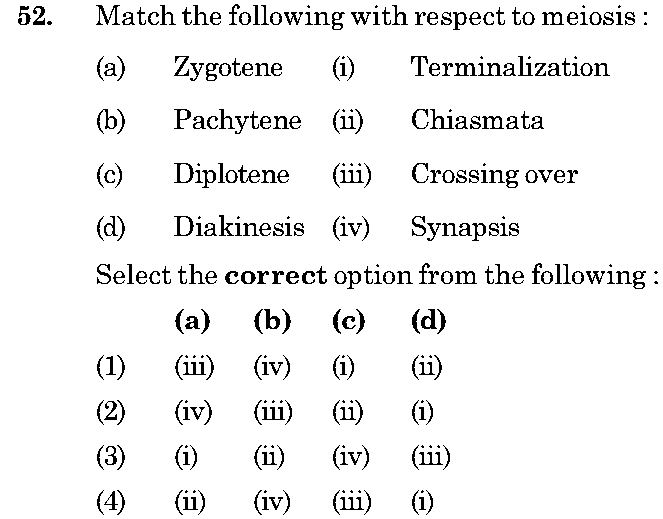 52. Match the following with respect to meiosis :
(a) Zygotene (i) Terminalization
(b) Pachytene (ii) Chiasmata
(c) Diplotene (iii) Crossing over
(d) Diakinesis (iv) Synapsis
Select the correct option from the following :
(a) (b) (c) (d)
(1) (iii) (iv) (i) (ii)
(2) (iv) (iii) (ii) (i)
(3) (i) (ii) (iv) (iii)
(4) (ii) (iv) (iii) (i)